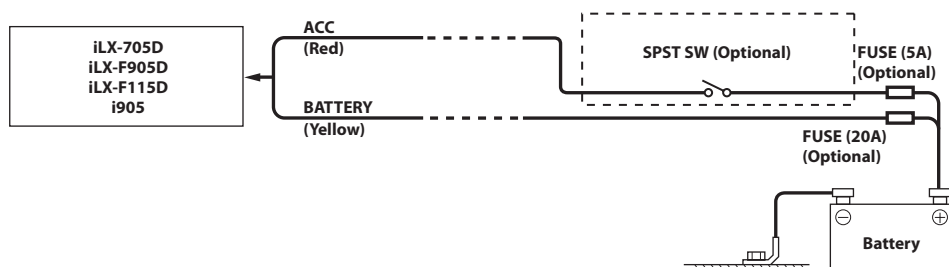 iLX-705D
iLX-F905D
iLX-F115D
i905
ACC
(Red)
BATTERY
(Yellow)
SPST SW (Optional)
FUSE (5A)
(Optional)
FUSE (20A)
(Optional)
Battery